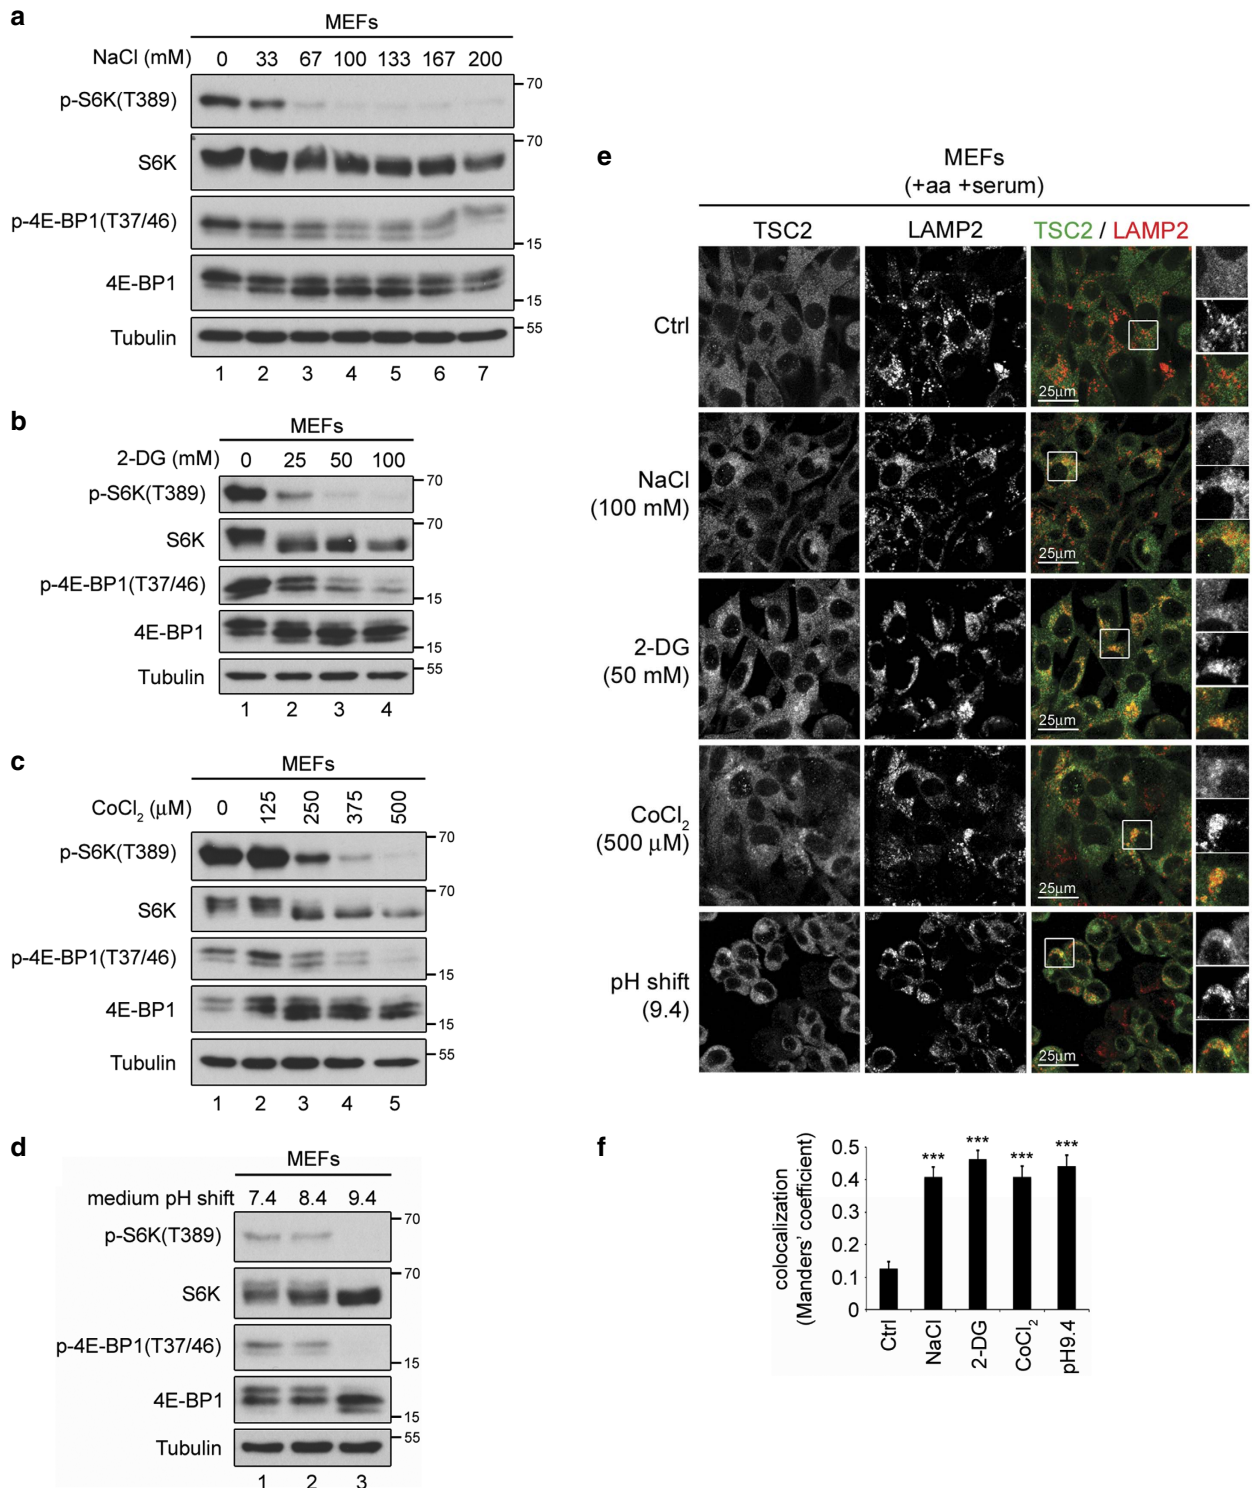 a
MEFs
NaCl (mM) 0 33 67 100 133 167 200
p-S6K(T389) 70
S6K 70
p-4E-BP1(T37/46) 15
4E-BP1 15
Tubulin 55
1 2 3 4 5 6 7
b
MEFs
2-DG (mM) 0 25 50 100
p-S6K(T389) 70
S6K 70
p-4E-BP1(T37/46) 15
4E-BP1 15
Tubulin 55
1 2 3 4
c
MEFs
CoCl2 (µM) 0 125 250 375 500
p-S6K(T389) 70
S6K 70
p-4E-BP1(T37/46) 15
4E-BP1 15
Tubulin 55
1 2 3 4 5
d
MEFs
medium pH shift 7.4 8.4 9.4
p-S6K(T389) 70
S6K 70
p-4E-BP1(T37/46) 15
4E-BP1 15
Tubulin 55
1 2 3
e
MEFs
(+aa +serum)
TSC2 LAMP2 TSC2 / LAMP2
Ctrl
25µm
NaCl
(100 mM)
25µm
2-DG
(50 mM)
25µm
CoCl2
(500 µM)
25µm
pH shift
(9.4)
25µm
f
colocalization
(Manders' coefficient)
0.5
0.4
0.3
0.2
0.1
0
*** *** *** ***
Ctrl NaCl 2-DG CoCl2 pH9.4